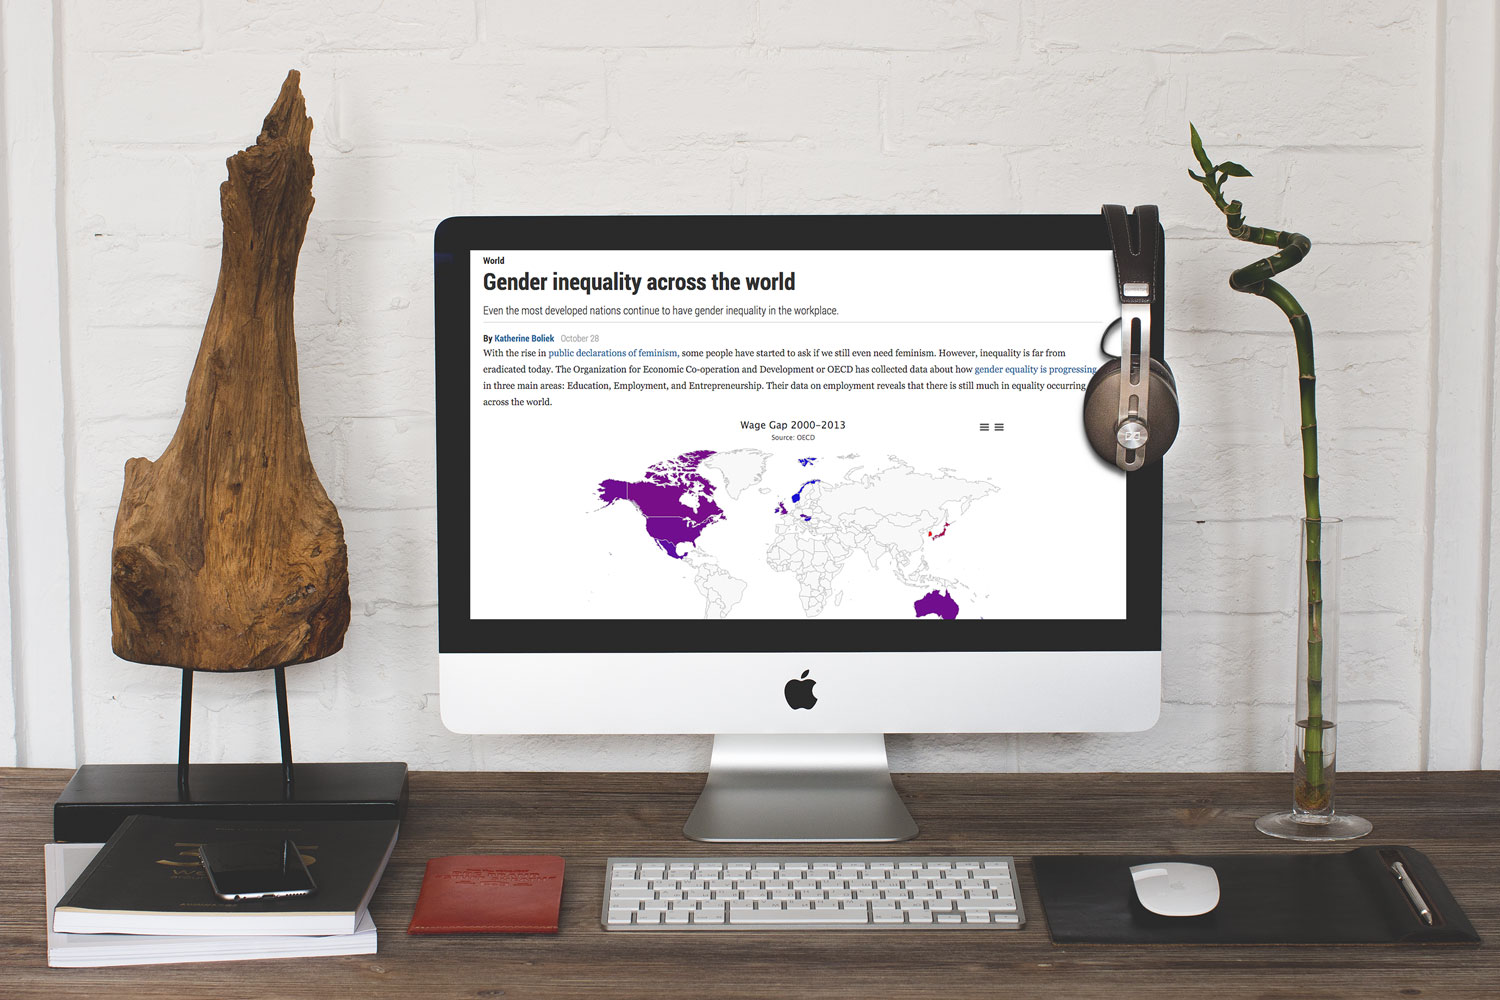 World
Gender inequality across the world
Even the most developed nations continue to have gender inequality in the workplace.
By Katherine Boliek October 28
With the rise in public declarations of feminism, some people have started to ask if we still even need feminism. However, inequality is far from
eradicated today. The Organization for Economic Co-operation and Development or OECD has collected data about how gender equality is progressing
in three main areas: Education, Employment, and Entrepreneurship. Their data on employment reveals that there is still much in equality occurring
across the world.
Wage Gap 2000-2013
Source: OECD